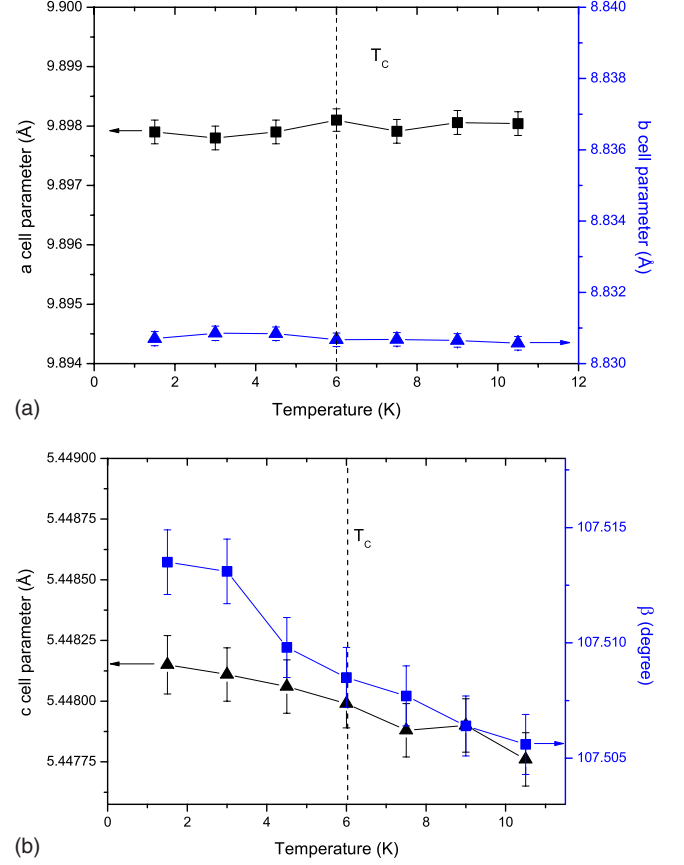 9.900
9.899
9.898
9.897
9.896
9.895
9.894
a cell parameter (Å)
T_C
8.840
8.838
8.836
8.834
8.832
8.830
b cell parameter (Å)
0 2 4 6 8 10 12
Temperature (K)
(a)
5.44900
5.44875
5.44850
5.44825
5.44800
5.44775
c cell parameter (Å)
T_C
107.515
107.510
107.505
β (degree)
0 2 4 6 8 10
Temperature (K)
(b)